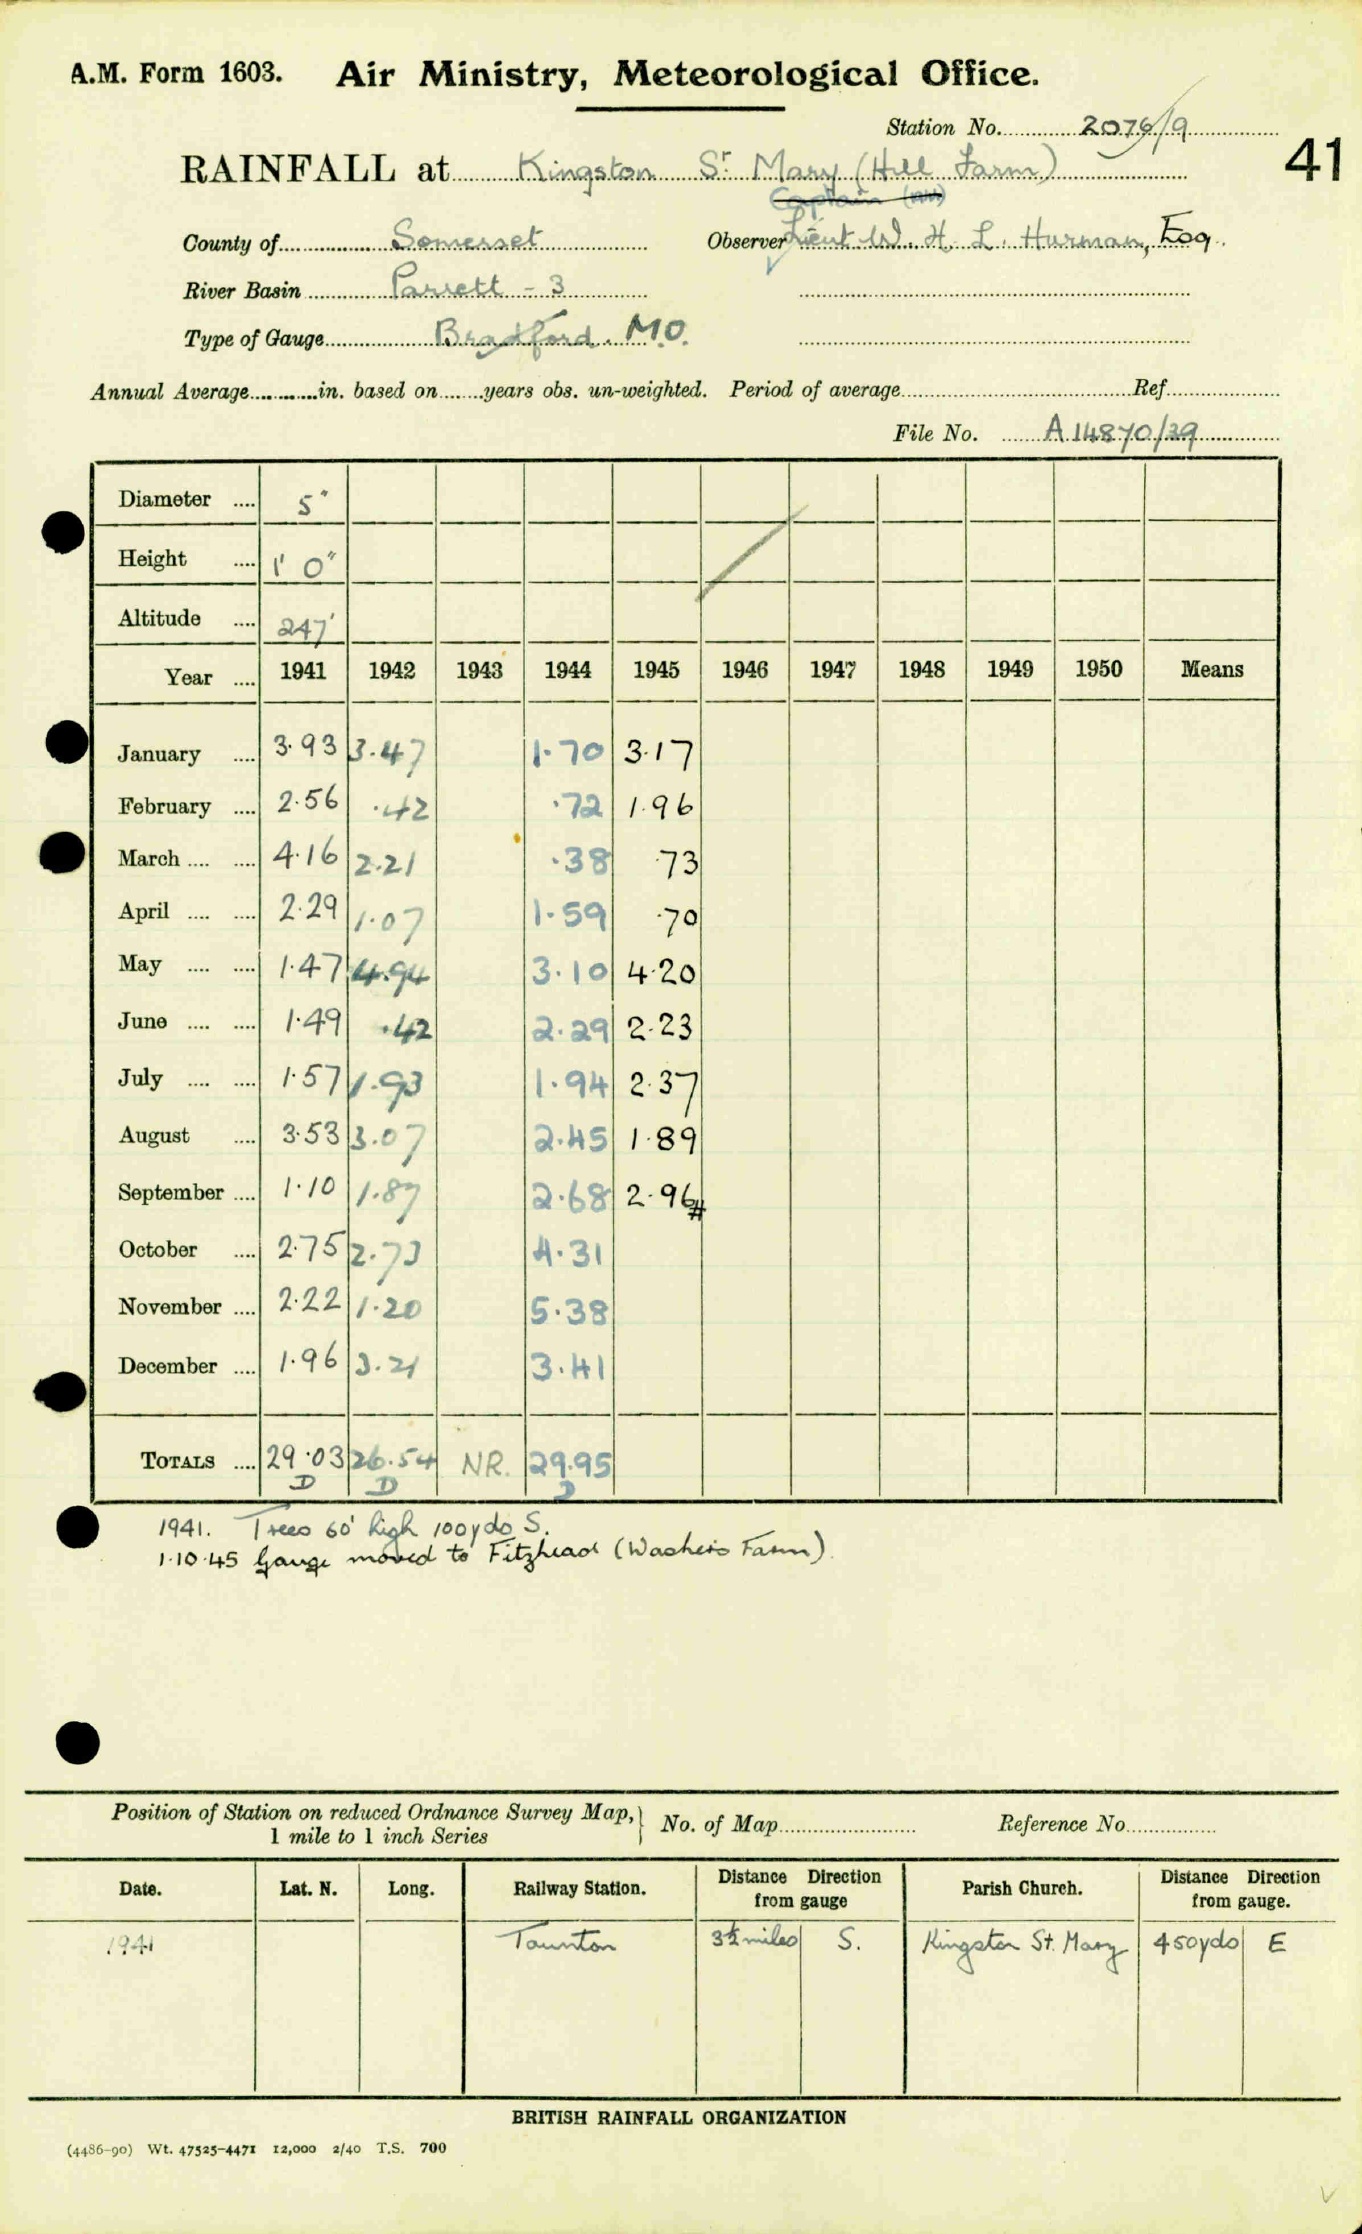 A.M. Form 1603. Air Ministry, Meteorological Office.
Station No. 2076/9
41
RAINFALL at Kingston St Mary (Hill Farm)
Captain
County of Somerset Observer Lieut W. H. L. Hurman, Esq.
River Basin Parrett - 3
Type of Gauge Bradford. M.O.
Annual Average in. based on years obs. un-weighted. Period of average Ref.
File No. A 14870/39
Diameter .... 5"
Height .... 1' 0"
Altitude .... 247'
Year .... 1941 1942 1943 1944 1945 1946 1947 1948 1949 1950 Means
January .... 3.93 3.47 1.70 3.17
February .... 2.56 .42 .72 1.96
March .... .... 4.16 2.21 .38 .73
April .... .... 2.29 1.07 1.59 .70
May .... .... 1.47 4.94 3.10 4.20
June .... .... 1.49 .42 2.29 2.23
July .... .... 1.57 1.93 1.94 2.37
August .... 3.53 3.07 2.45 1.89
September .... 1.10 1.87 2.68 2.96 #
October .... 2.75 2.73 4.31
November .... 2.22 1.20 5.38
December .... 1.96 3.21 3.41
TOTALS .... 29.03 26.54 NR. 29.95
D D D
1941. Trees 60' high 100yds S.
1.10.45 Gauge moved to Fitzhead (Washers Farm)
Position of Station on reduced Ordnance Survey Map, 1 mile to 1 inch Series } No. of Map Reference No.
Date. Lat. N. Long. Railway Station. Distance Direction from gauge Parish Church. Distance Direction from gauge.
1941 Taunton 3½ miles S. Kingston St. Mary 450yds E
BRITISH RAINFALL ORGANIZATION
(4486-90) Wt. 47525-4471 12,000 2/40 T.S. 700